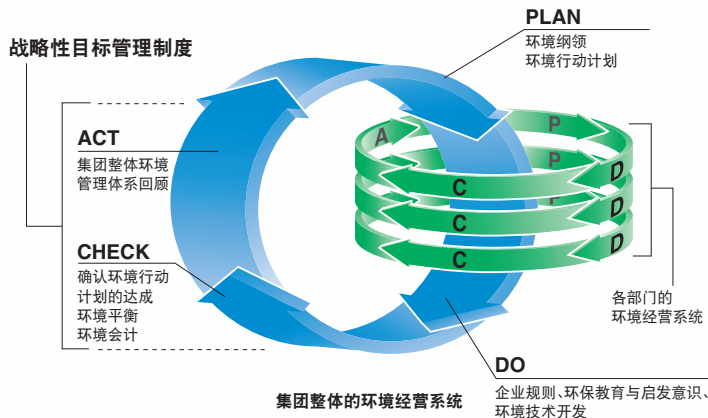 PLAN
环境纲领
环境行动计划
战略性目标管理制度
ACT
集团整体环境
管理体系回顾
CHECK
确认环境行动
计划的达成
环境平衡
环境会计
A
P
P
P
D
D
D
C
C
C
各部门的
环境经营系统
DO
企业规则、环保教育与启发意识、
环境技术开发
集团整体的环境经营系统